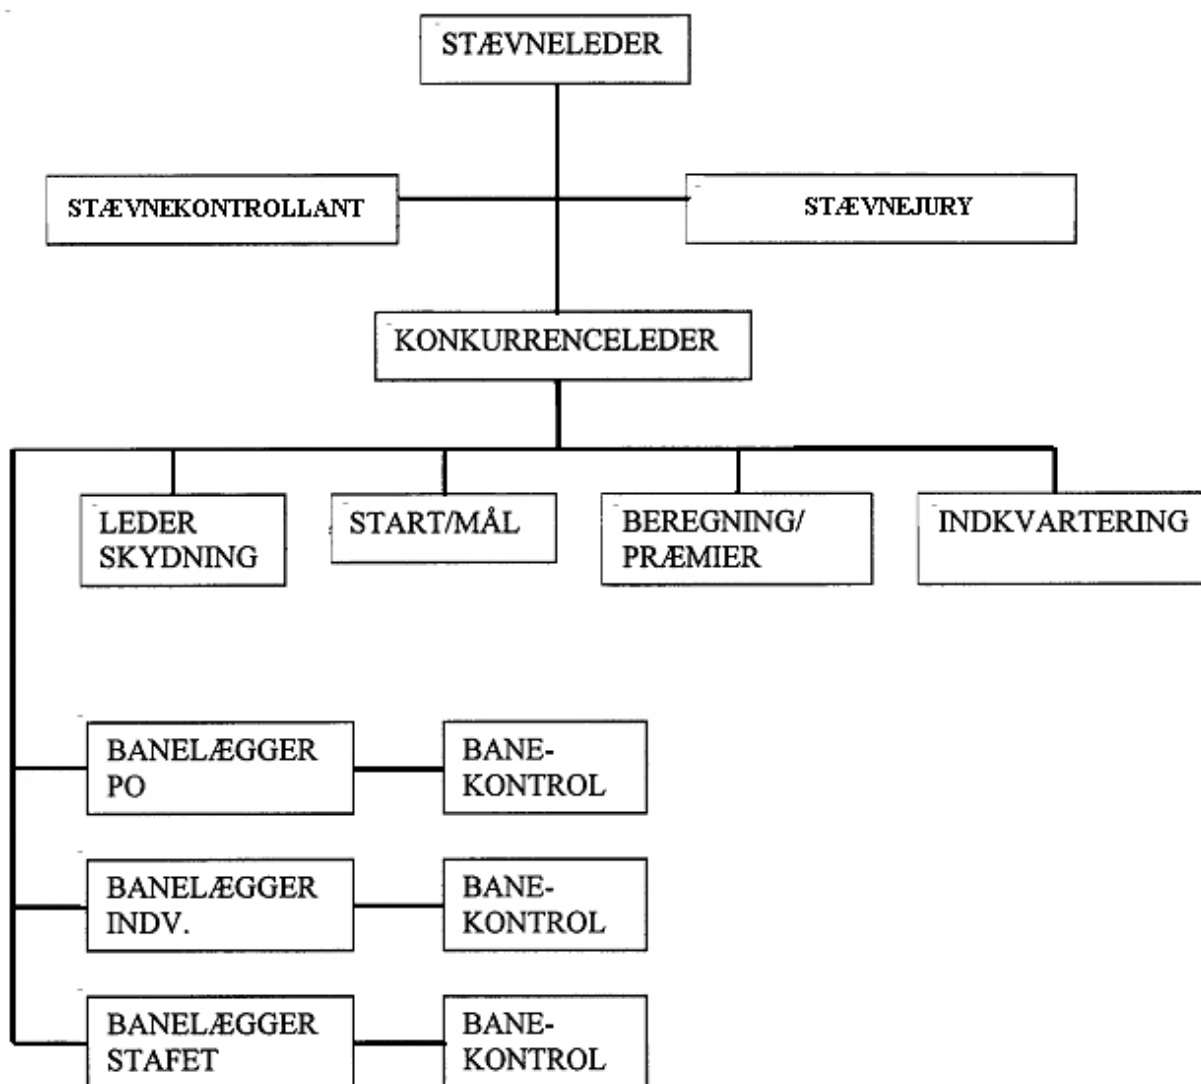 STÆVNELEDER
STÆVNEKONTROLLANT
STÆVNEJURY
KONKURRENCELEDER
LEDER
SKYDNING
START/MÅL
BEREGNING/
PRÆMIER
INDKVARTERING
BANELÆGGER
PO
BANE-
KONTROL
BANELÆGGER
INDV.
BANE-
KONTROL
BANELÆGGER
STAFET
BANE-
KONTROL